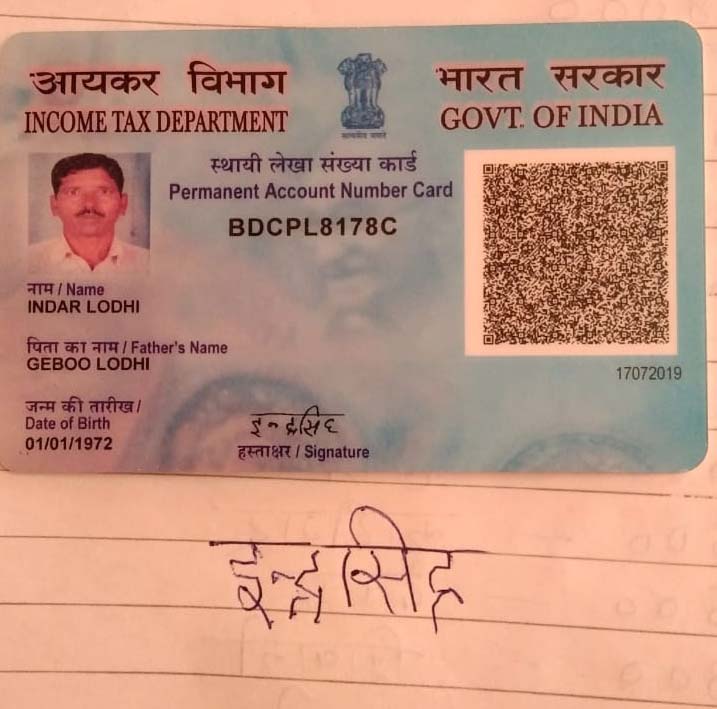 आयकर विभाग
INCOME TAX DEPARTMENT
सत्यमेव जयते
भारत सरकार
GOVT. OF INDIA
स्थायी लेखा संख्या कार्ड
Permanent Account Number Card
BDCPL8178C
नाम / Name
INDAR LODHI
पिता का नाम / Father's Name
GEBOO LODHI
17072019
जन्म की तारीख /
Date of Birth
01/01/1972
इन्द्रसिंह
हस्ताक्षर / Signature
इन्द्रसिंह